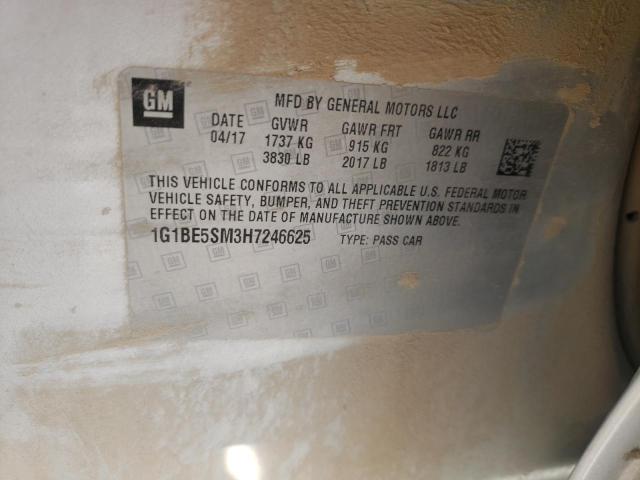 GM
MFD BY GENERAL MOTORS LLC
DATE GVWR GAWR FRT GAWR RR
04/17 1737 KG 915 KG 822 KG
3830 LB 2017 LB 1813 LB
THIS VEHICLE CONFORMS TO ALL APPLICABLE U.S. FEDERAL MOTOR
VEHICLE SAFETY, BUMPER, AND THEFT PREVENTION STANDARDS IN
EFFECT ON THE DATE OF MANUFACTURE SHOWN ABOVE.
1G1BE5SM3H7246625 TYPE: PASS CAR